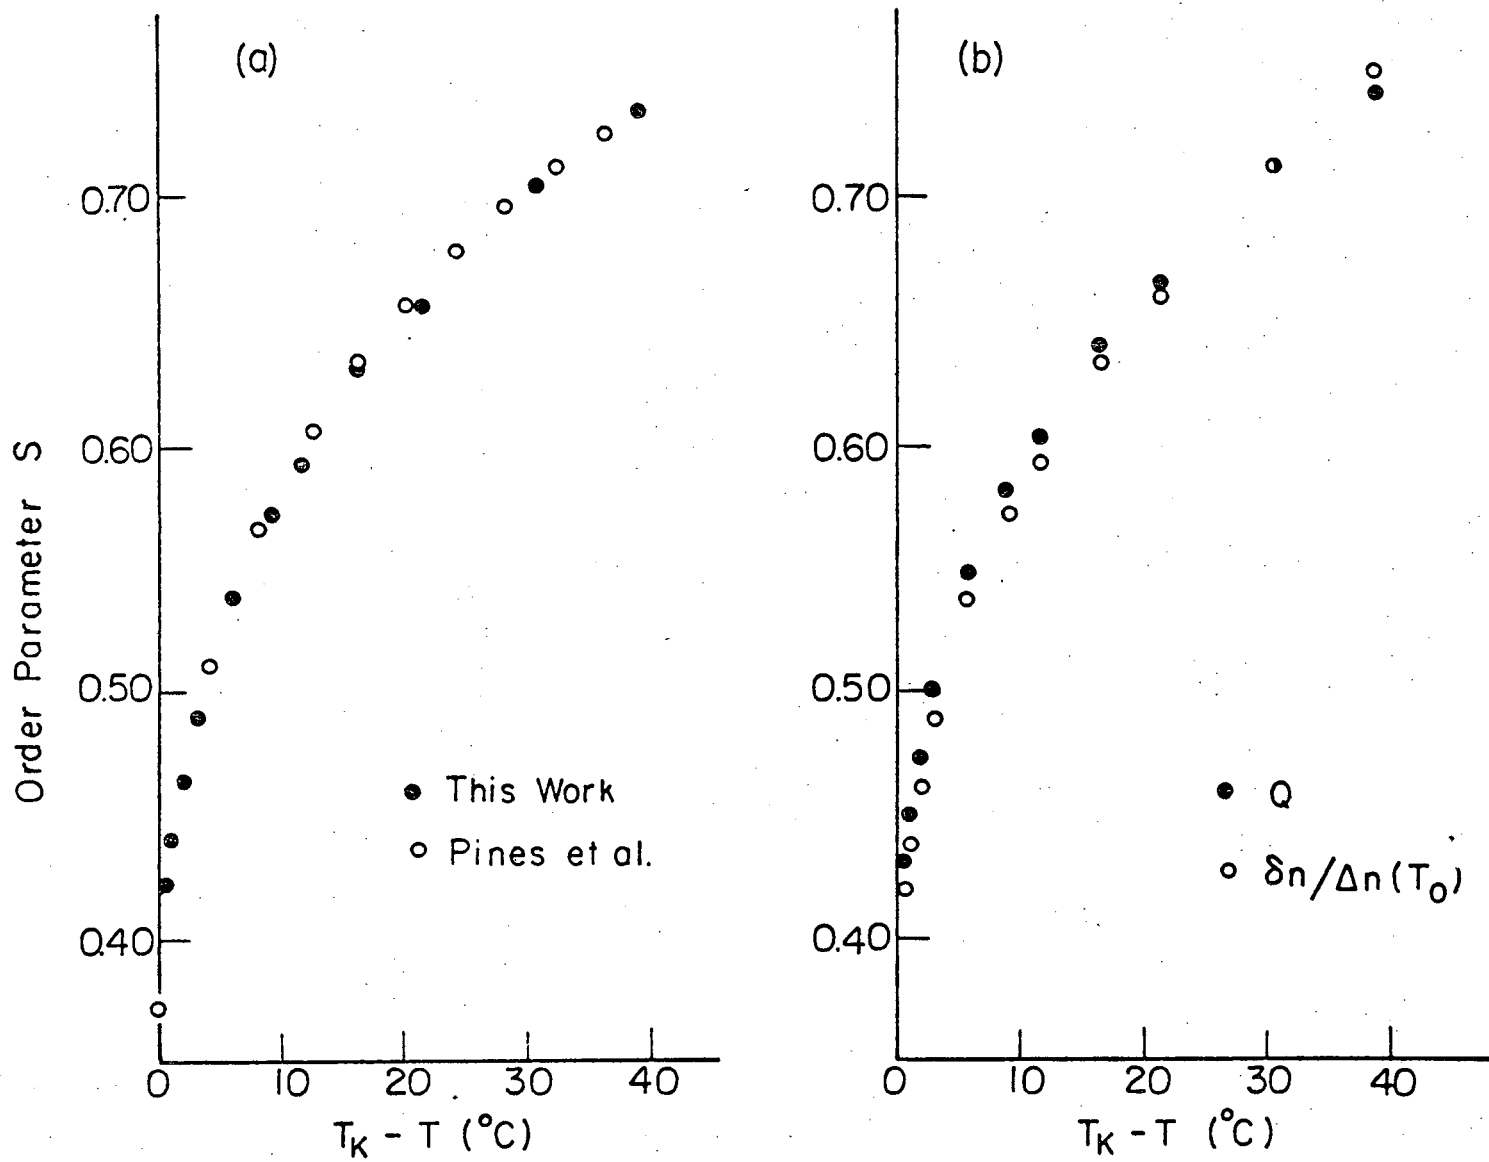 (a)
0.70
0.60
0.50
0.40
Order Parameter S
This Work
Pines et al.
0 10 20 30 40
T_K - T (°C)
(b)
0.70
0.60
0.50
0.40
Q
δn/Δn(T_O)
0 10 20 30 40
T_K - T (°C)